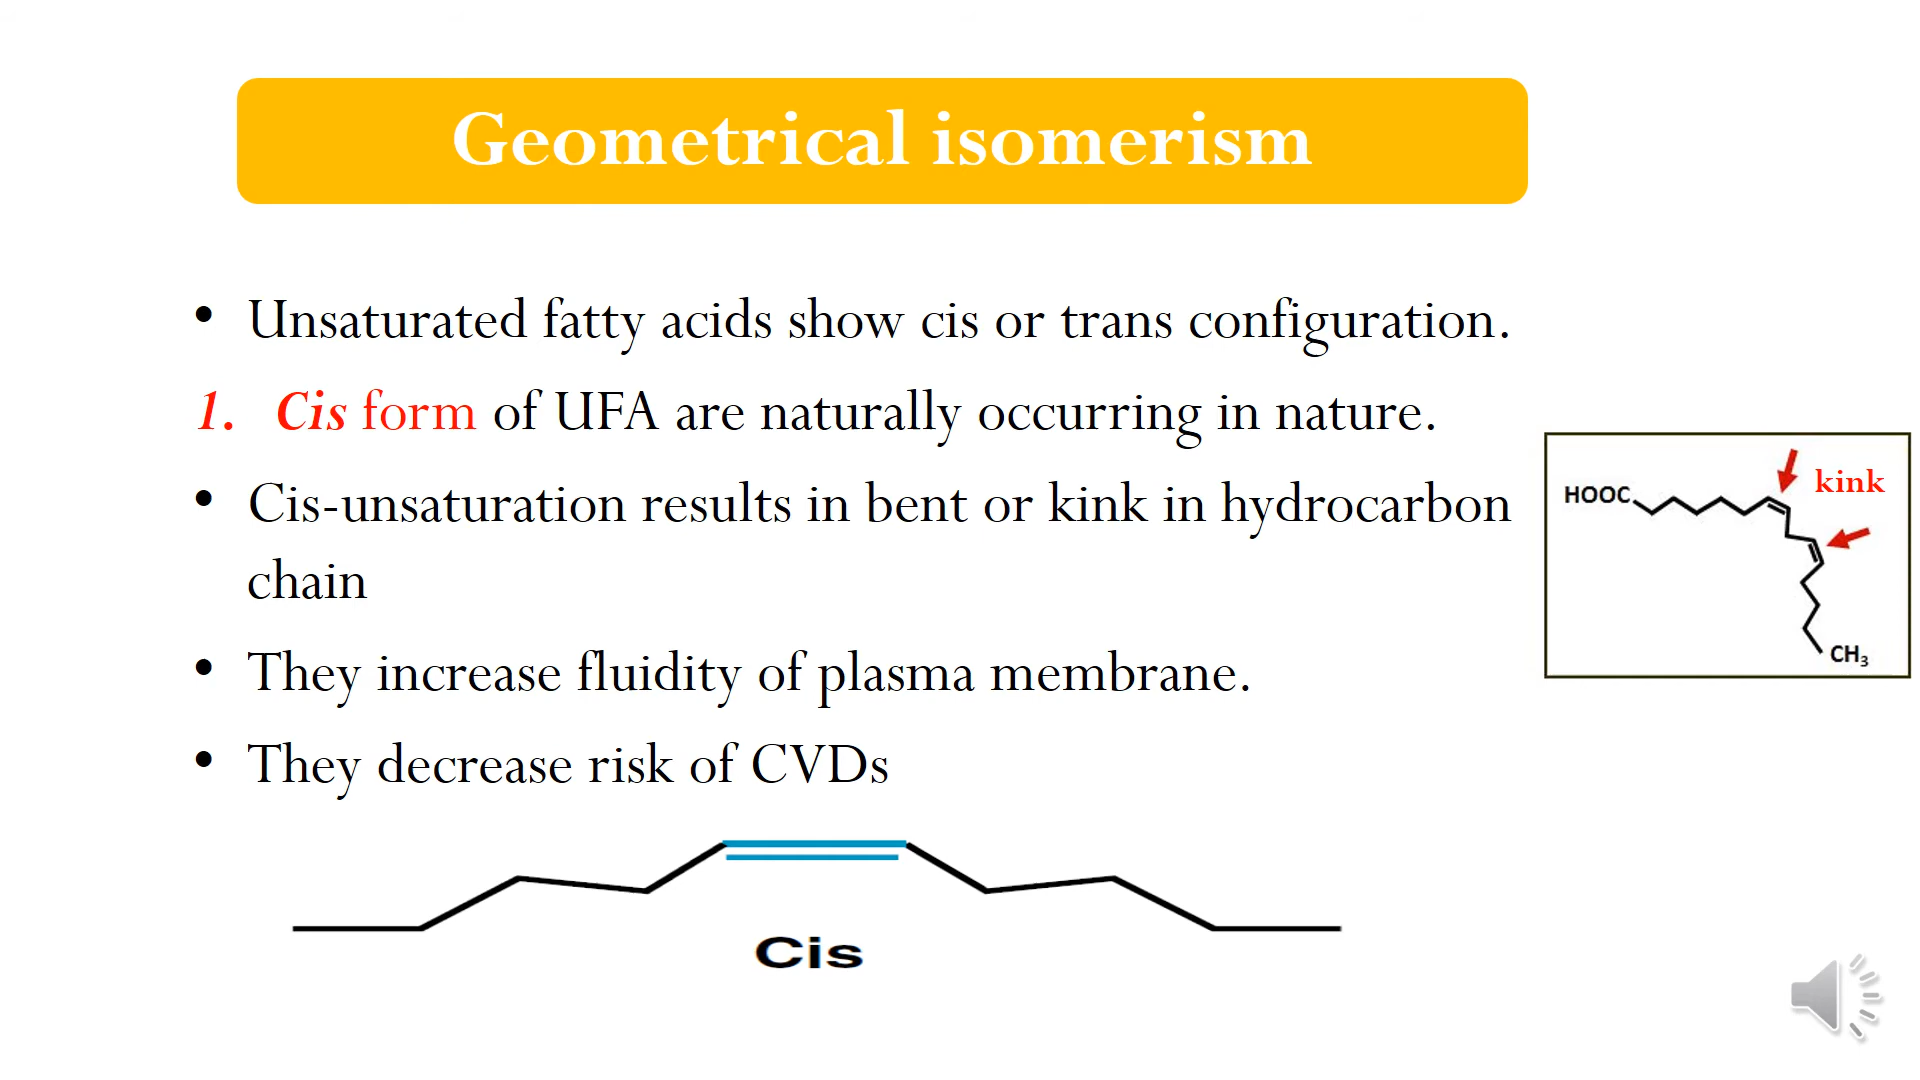 Geometrical isomerism
• Unsaturated fatty acids show cis or trans configuration.
1. Cis form of UFA are naturally occurring in nature.
• Cis-unsaturation results in bent or kink in hydrocarbon
chain
• They increase fluidity of plasma membrane.
• They decrease risk of CVDs
kink
HOOC
CH₃
Cis